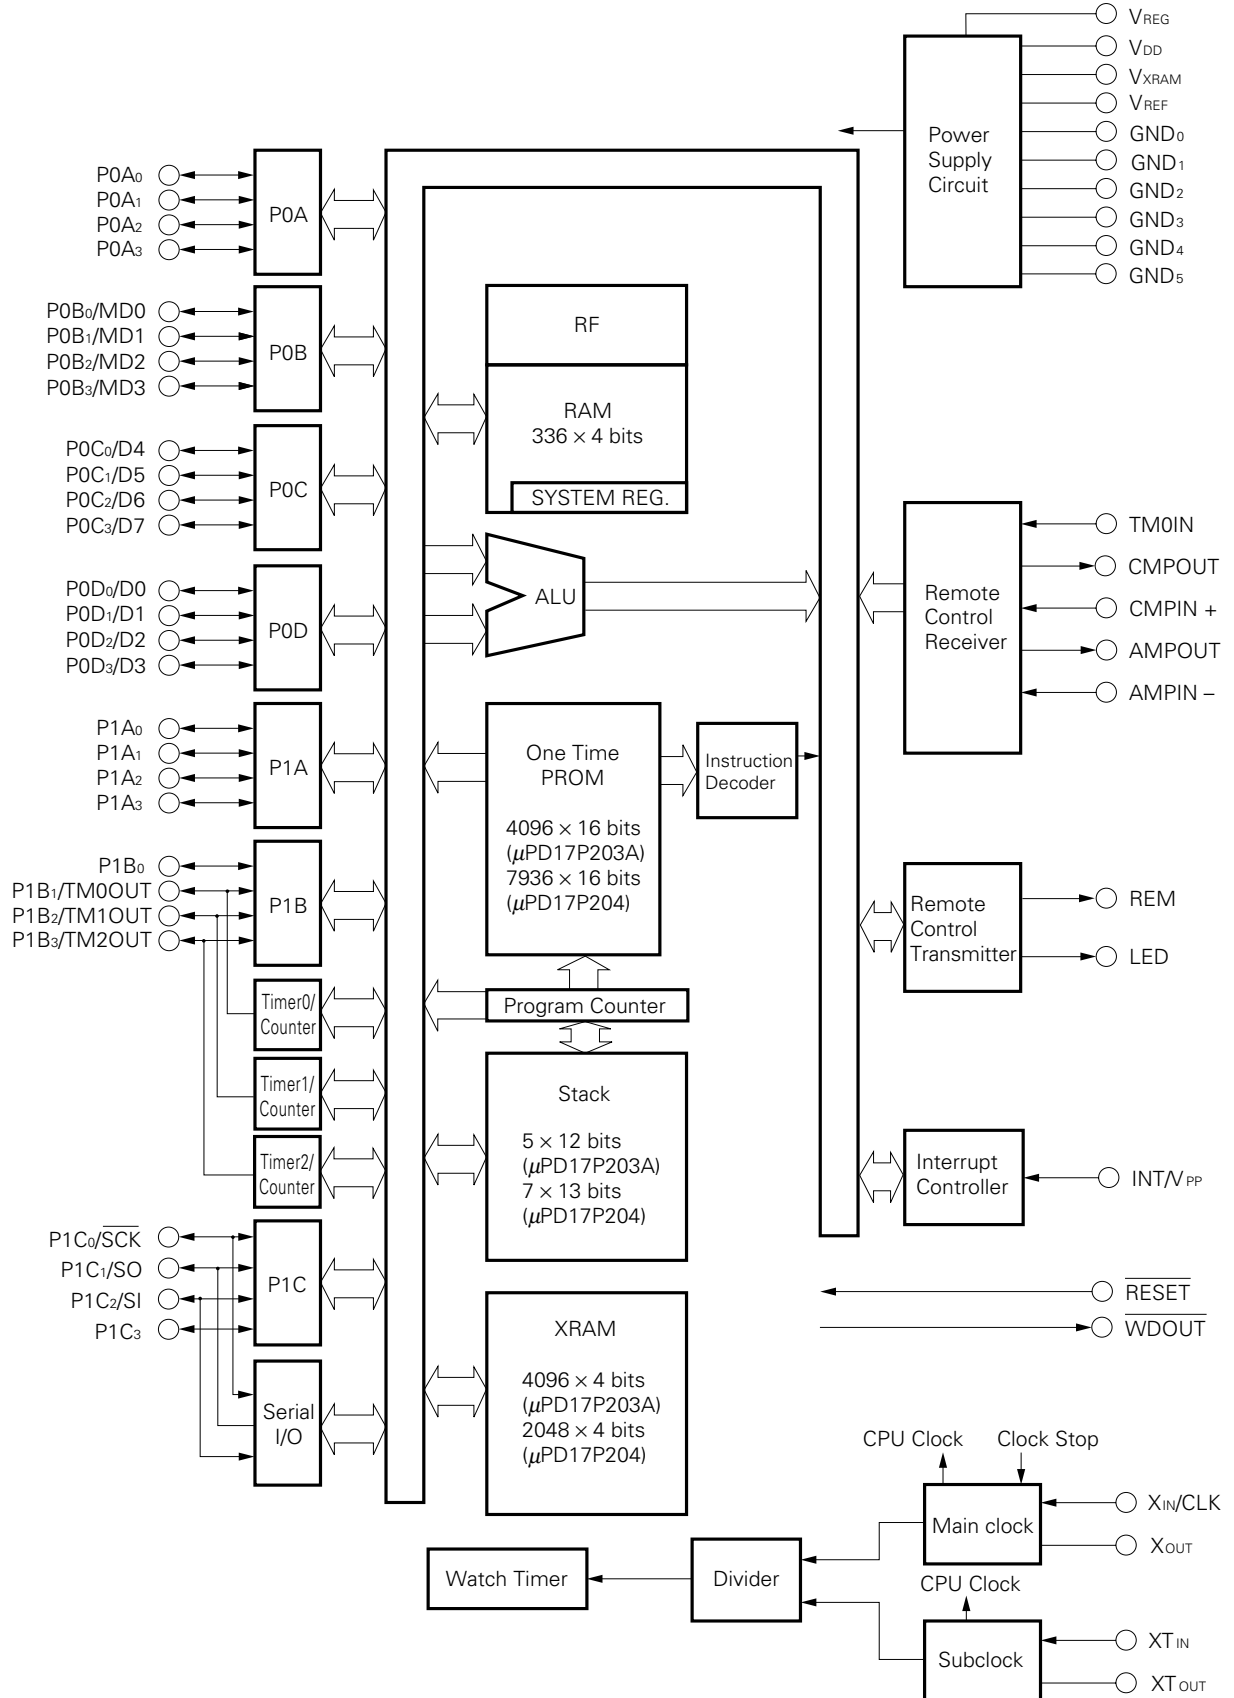 VREG
VDD
VXRAM
VREF
GND0
GND1
GND2
GND3
GND4
GND5
Power
Supply
Circuit
P0A0
P0A1
P0A2
P0A3
P0A
P0B0/MD0
P0B1/MD1
P0B2/MD2
P0B3/MD3
P0B
RF
RAM
336 × 4 bits
SYSTEM REG.
P0C0/D4
P0C1/D5
P0C2/D6
P0C3/D7
P0C
P0D0/D0
P0D1/D1
P0D2/D2
P0D3/D3
P0D
ALU
Remote
Control
Receiver
TM0IN
CMPOUT
CMPIN +
AMPOUT
AMPIN –
P1A0
P1A1
P1A2
P1A3
P1A
One Time
PROM
4096 × 16 bits
(μPD17P203A)
7936 × 16 bits
(μPD17P204)
Instruction
Decoder
P1B0
P1B1/TM0OUT
P1B2/TM1OUT
P1B3/TM2OUT
P1B
Remote
Control
Transmitter
REM
LED
Timer0/
Counter
Program Counter
Timer1/
Counter
Timer2/
Counter
Stack
5 × 12 bits
(μPD17P203A)
7 × 13 bits
(μPD17P204)
Interrupt
Controller
INT/VPP
P1C0/SCK
P1C1/SO
P1C2/SI
P1C3
P1C
RESET
WDOUT
Serial
I/O
XRAM
4096 × 4 bits
(μPD17P203A)
2048 × 4 bits
(μPD17P204)
CPU Clock
Clock Stop
Main clock
XIN/CLK
XOUT
Watch Timer
Divider
CPU Clock
Subclock
XTIN
XTOUT